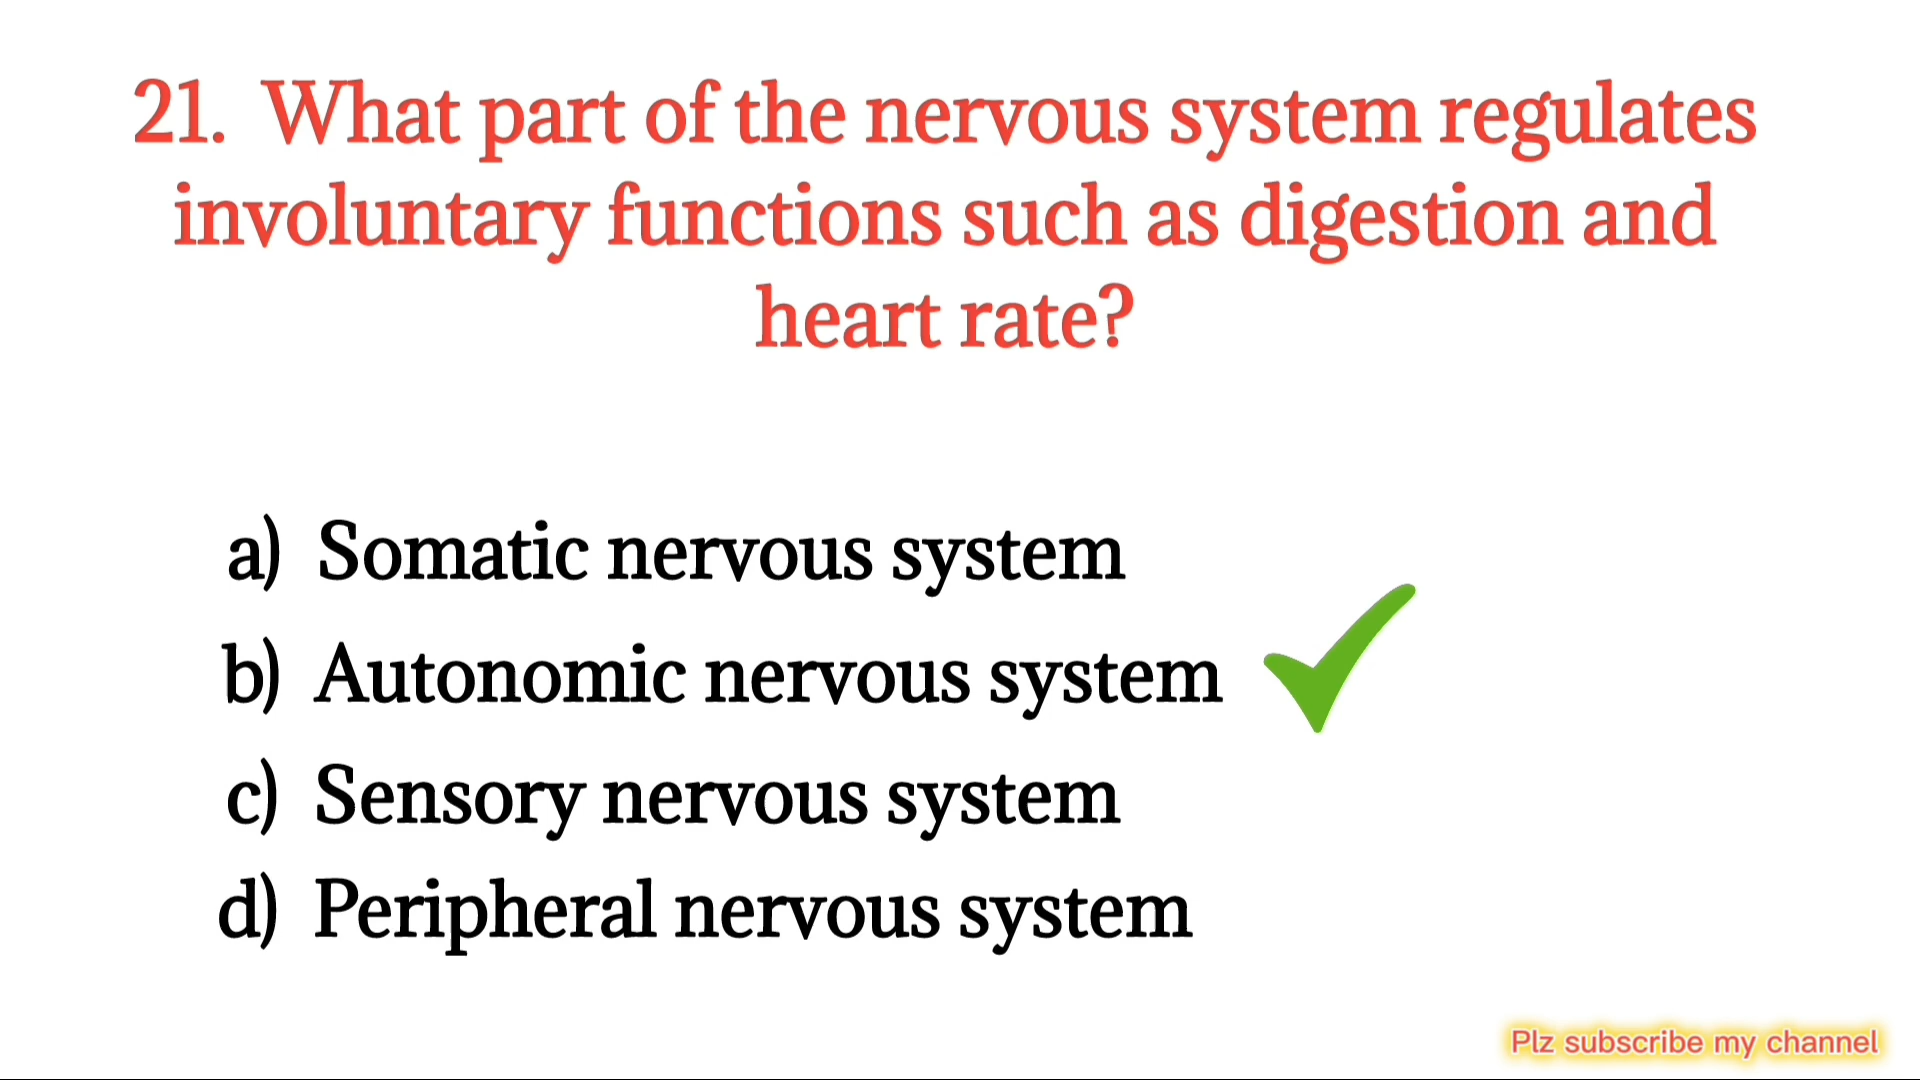 21. What part of the nervous system regulates
involuntary functions such as digestion and
heart rate?
a) Somatic nervous system
b) Autonomic nervous system
c) Sensory nervous system
d) Peripheral nervous system
Plz subscribe my channel